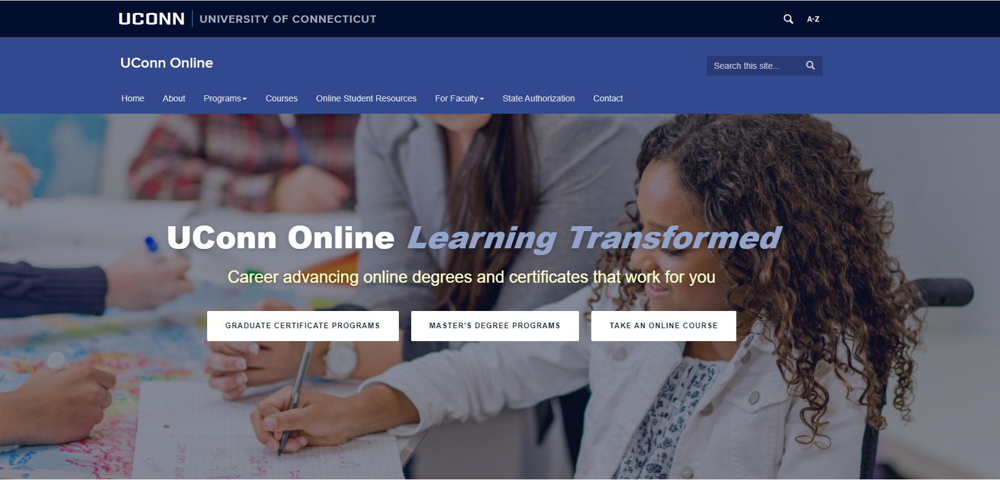 UCONN UNIVERSITY OF CONNECTICUT A-Z
UConn Online Search this site...
Home About Programs Courses Online Student Resources For Faculty State Authorization Contact
UConn Online Learning Transformed
Career advancing online degrees and certificates that work for you
GRADUATE CERTIFICATE PROGRAMS MASTER'S DEGREE PROGRAMS TAKE AN ONLINE COURSE